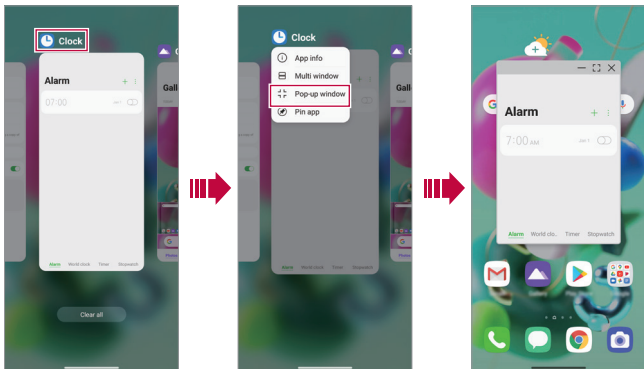 Clock
Alarm
+
07:00
Alarm World clock Timer Stopwatch
Clear all
Clock
App info
Multi window
Pop-up window
Pin app
Gall
Alarm World clock Timer Stopwatch
Alarm
+
7:00 AM
Alarm World clo.. Timer Stopwatch